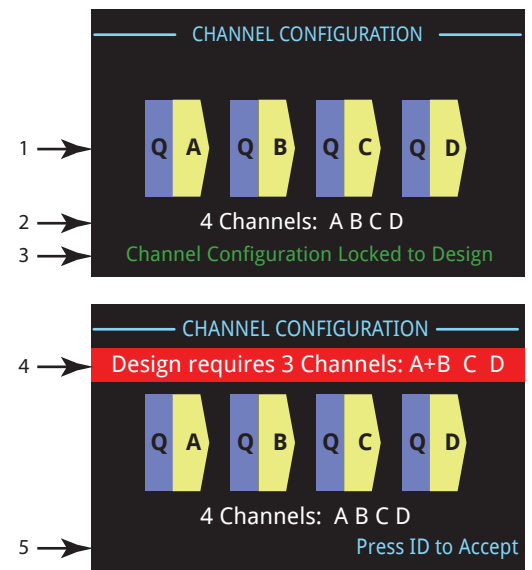 CHANNEL CONFIGURATION
1
Q A Q B Q C Q D
2
4 Channels: A B C D
3
Channel Configuration Locked to Design
CHANNEL CONFIGURATION
4
Design requires 3 Channels: A+B C D
Q A Q B Q C Q D
4 Channels: A B C D
5
Press ID to Accept